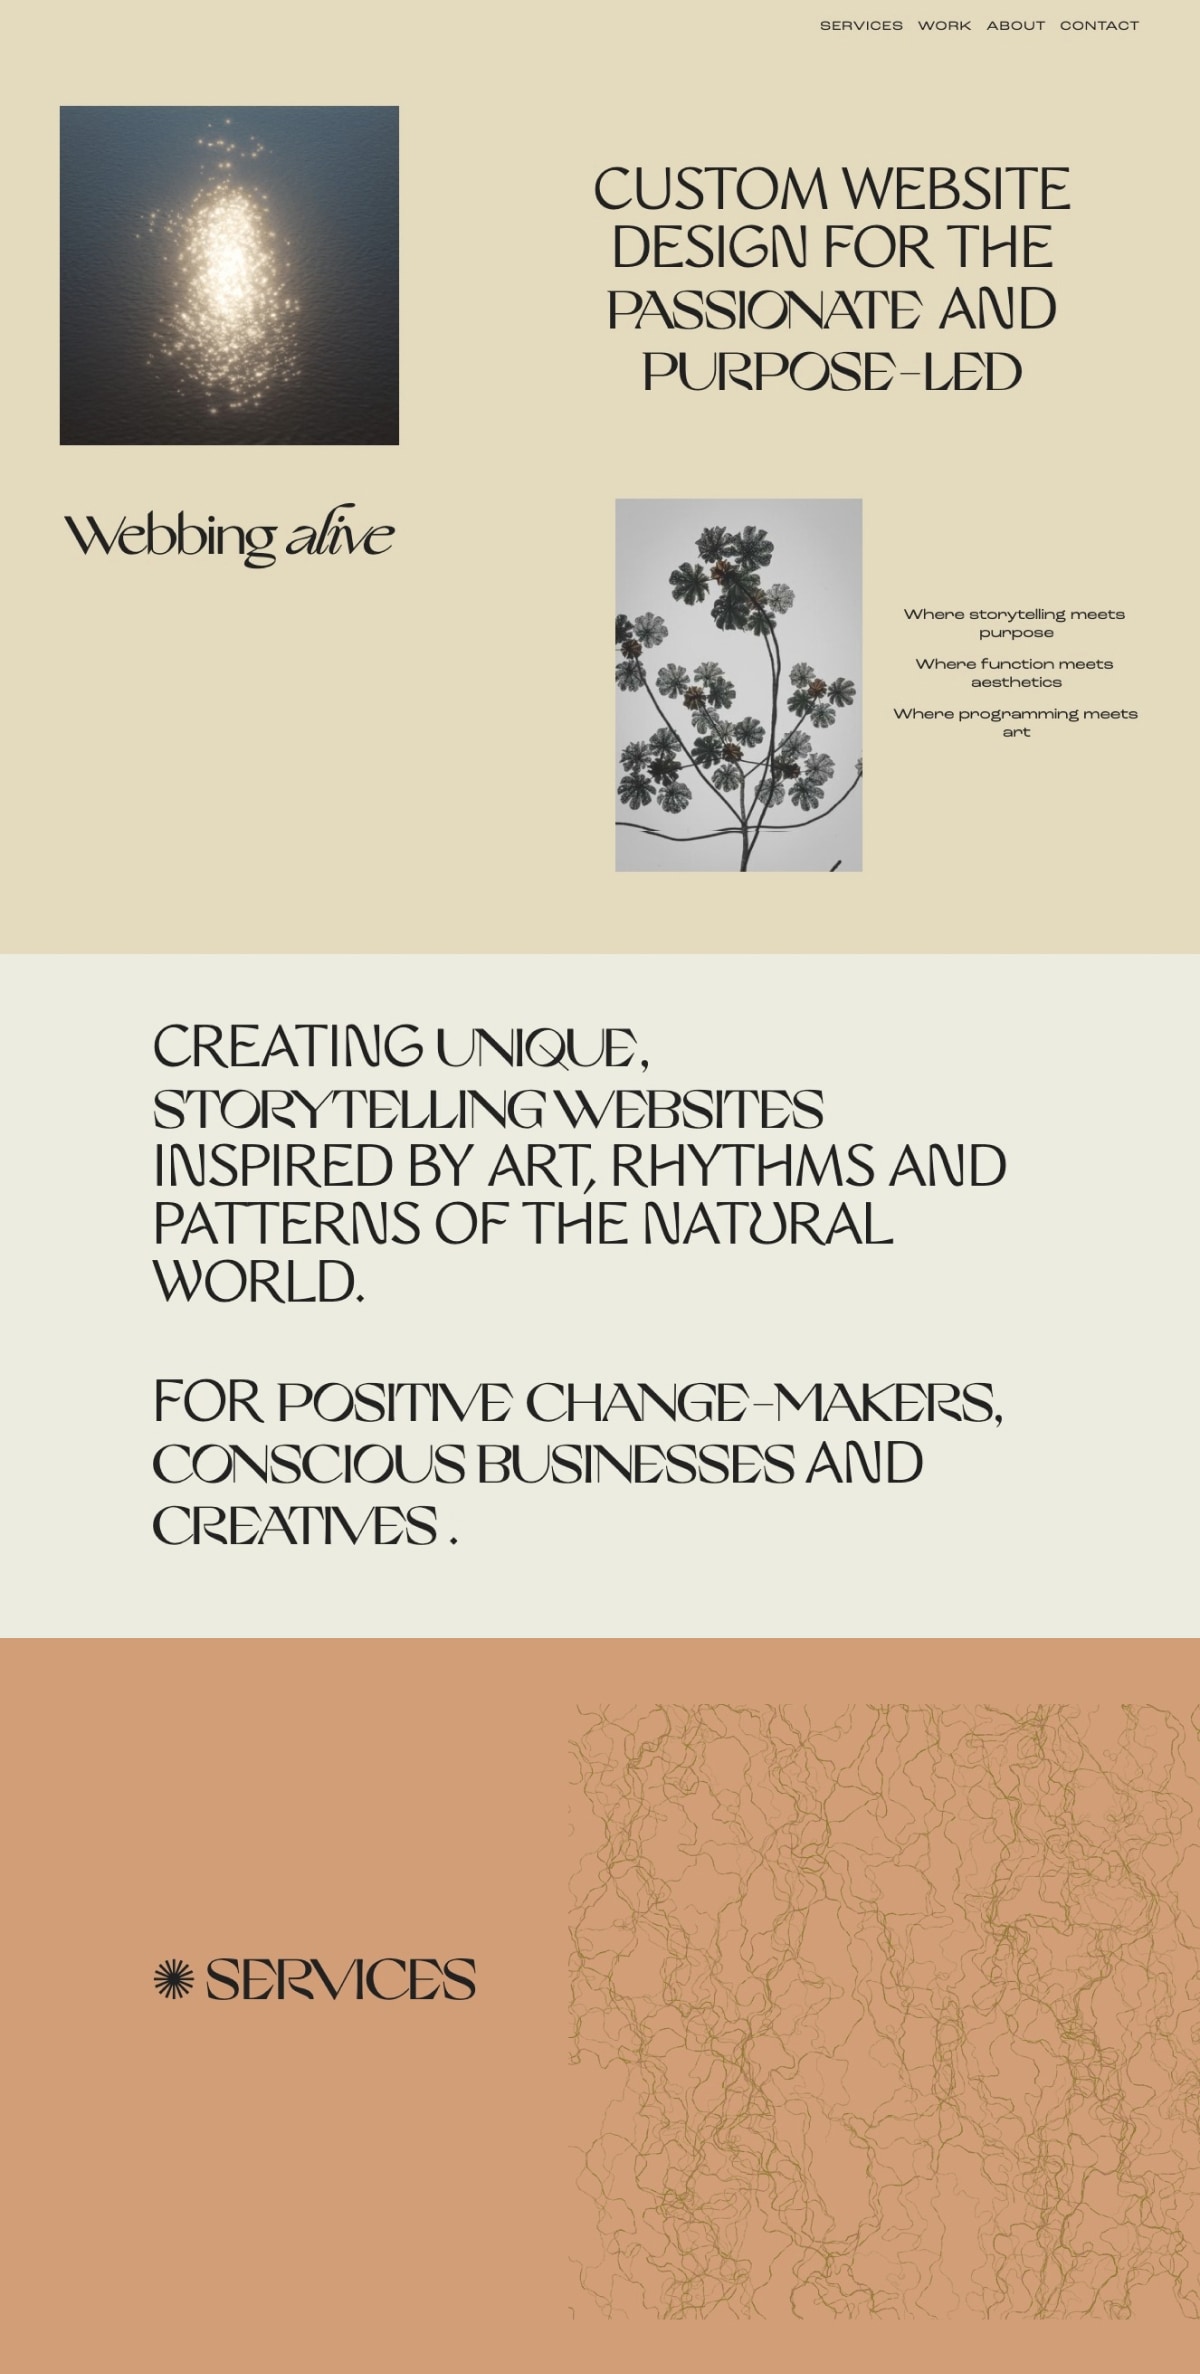 SERVICES WORK ABOUT CONTACT
CUSTOM WEBSITE
DESIGN FOR THE
PASSIONATE AND
PURPOSE-LED
Webbing alive
Where storytelling meets
purpose
Where function meets
aesthetics
Where programming meets
art
CREATING UNIQUE,
STORYTELLING WEBSITES
INSPIRED BY ART, RHYTHMS AND
PATTERNS OF THE NATURAL
WORLD.
FOR POSITIVE CHANGE-MAKERS,
CONSCIOUS BUSINESSES AND
CREATIVES .
SERVICES